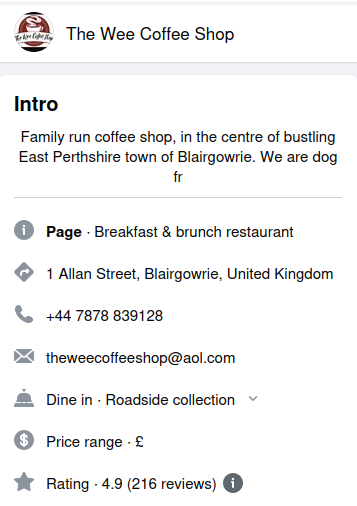 The Wee Coffee Shop
The Wee Coffee Shop
Intro
Family run coffee shop, in the centre of bustling
East Perthshire town of Blairgowrie. We are dog
fr
Page · Breakfast & brunch restaurant
1 Allan Street, Blairgowrie, United Kingdom
+44 7878 839128
theweecoffeeshop@aol.com
Dine in · Roadside collection
$ Price range · £
Rating · 4.9 (216 reviews)